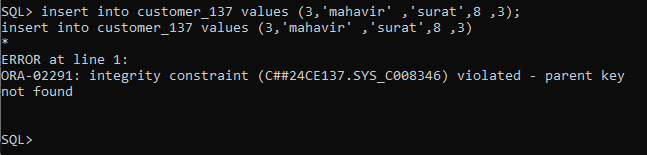 SQL> insert into customer_137 values (3,'mahavir' ,'surat',8 ,3);
insert into customer_137 values (3,'mahavir' ,'surat',8 ,3)
*
ERROR at line 1:
ORA-02291: integrity constraint (C##24CE137.SYS_C008346) violated - parent key
not found
SQL>